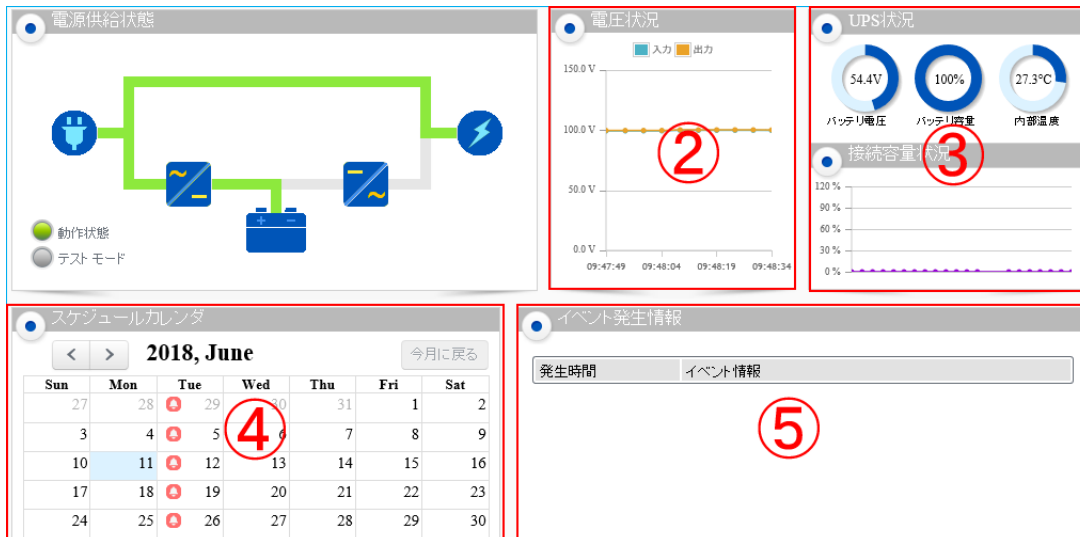 電源供給状態
動作状態
テストモード
電圧状況
入力 出力
150.0 V
100.0 V
50.0 V
0.0 V
09:47:49 09:48:04 09:48:19 09:48:34
②
UPS状況
54.4V 100% 27.3°C
バッテリ電圧 バッテリ容量 内部温度
接続容量状況
③
120 %
90 %
60 %
30 %
0 %
スケジュールカレンダ
< > 2018, June 今月に戻る
Sun Mon Tue Wed Thu Fri Sat
27 28 29 30 31 1 2
3 4 5 6 7 8 9
10 11 12 13 14 15 16
17 18 19 20 21 22 23
24 25 26 27 28 29 30
④
イベント発生情報
発生時間 イベント情報
⑤